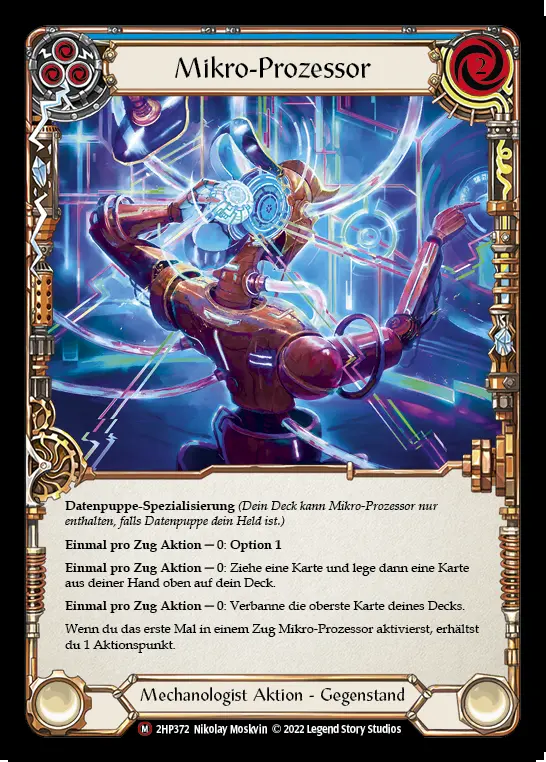 Mikro-Prozessor
2
Datenpuppe-Spezialisierung (Dein Deck kann Mikro-Prozessor nur
enthalten, falls Datenpuppe dein Held ist.)
Einmal pro Zug Aktion — 0: Option 1
Einmal pro Zug Aktion — 0: Ziehe eine Karte und lege dann eine Karte
aus deiner Hand oben auf dein Deck.
Einmal pro Zug Aktion — 0: Verbanne die oberste Karte deines Decks.
Wenn du das erste Mal in einem Zug Mikro-Prozessor aktivierst, erhältst
du 1 Aktionspunkt.
Mechanologist Aktion - Gegenstand
M 2HP372 Nikolay Moskvin © 2022 Legend Story Studios